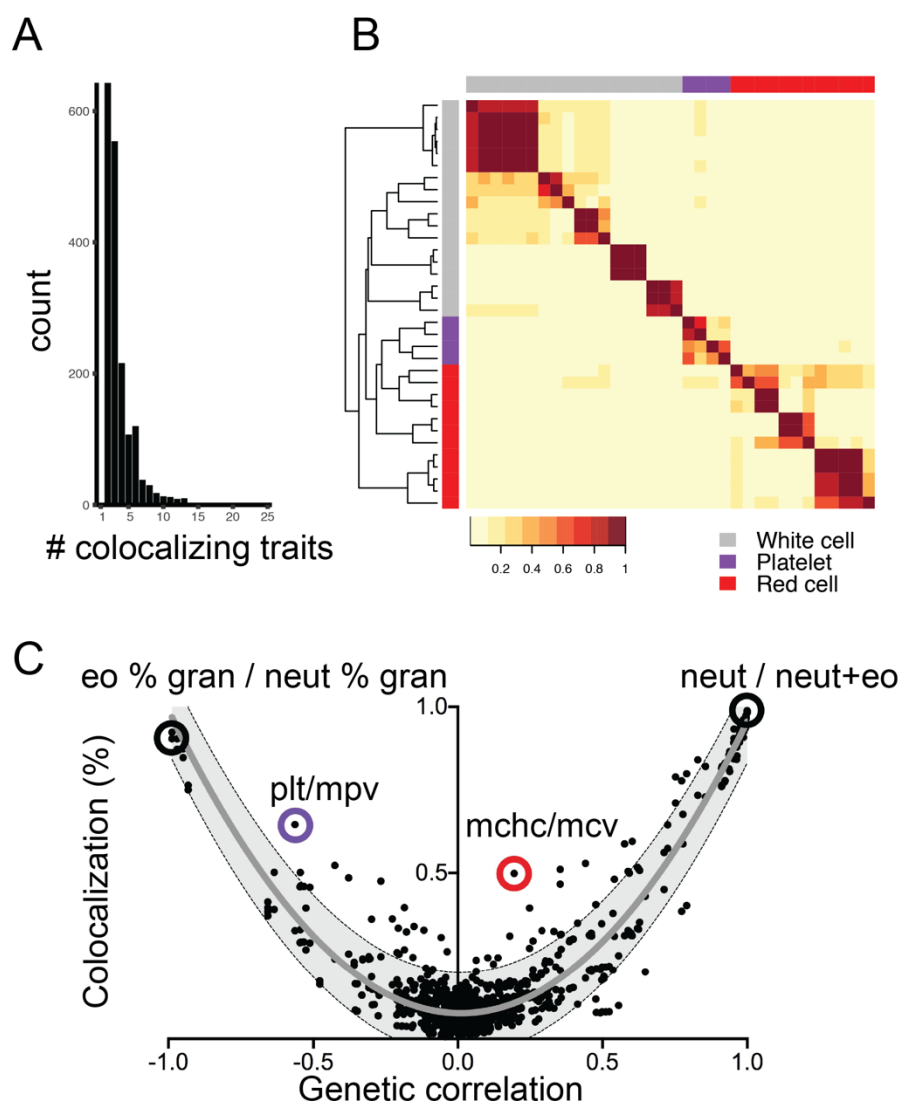 A
600
400
200
0
count
1 5 10 15 20 25
# colocalizing traits
B
0.2 0.4 0.6 0.8 1
White cell
Platelet
Red cell
C
eo % gran / neut % gran
neut / neut+eo
plt/mpv
mchc/mcv
Colocalization (%)
1.0
0.5
-1.0 -0.5 0.0 0.5 1.0
Genetic correlation